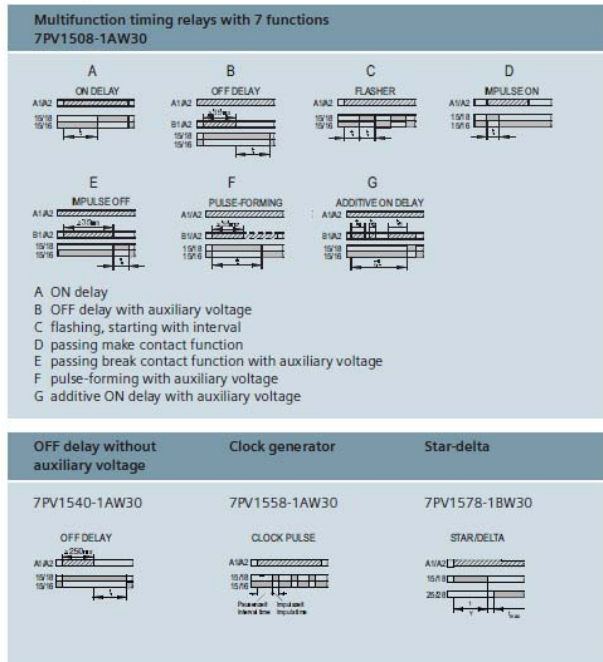 Multifunction timing relays with 7 functions
7PV1508-1AW30
A B C D
ON DELAY OFF DELAY FLASHER IMPULSE ON
A1/A2 A1/A2 A1/A2 A1/A2
B1/A2
15/18 15/18 15/18 15/18
15/16 15/16 15/16 15/16
E F G
IMPULSE OFF PULSE-FORMING ADDITIVE ON DELAY
A1/A2 A1/A2 A1/A2
B1/A2 B1/A2 B1/A2
15/18 15/18 15/18
15/16 15/16 15/16
A ON delay
B OFF delay with auxiliary voltage
C flashing, starting with interval
D passing make contact function
E passing break contact function with auxiliary voltage
F pulse-forming with auxiliary voltage
G additive ON delay with auxiliary voltage
OFF delay without auxiliary voltage
Clock generator
Star-delta
7PV1540-1AW30 7PV1558-1AW30 7PV1578-1BW30
OFF DELAY CLOCK PULSE STAR/DELTA
≥250ms
A1/A2 A1/A2 A1/A2
15/18 15/18 15/18
15/16 15/16 25/28
Pausenzeit Impulszeit
Interval time Impulstime